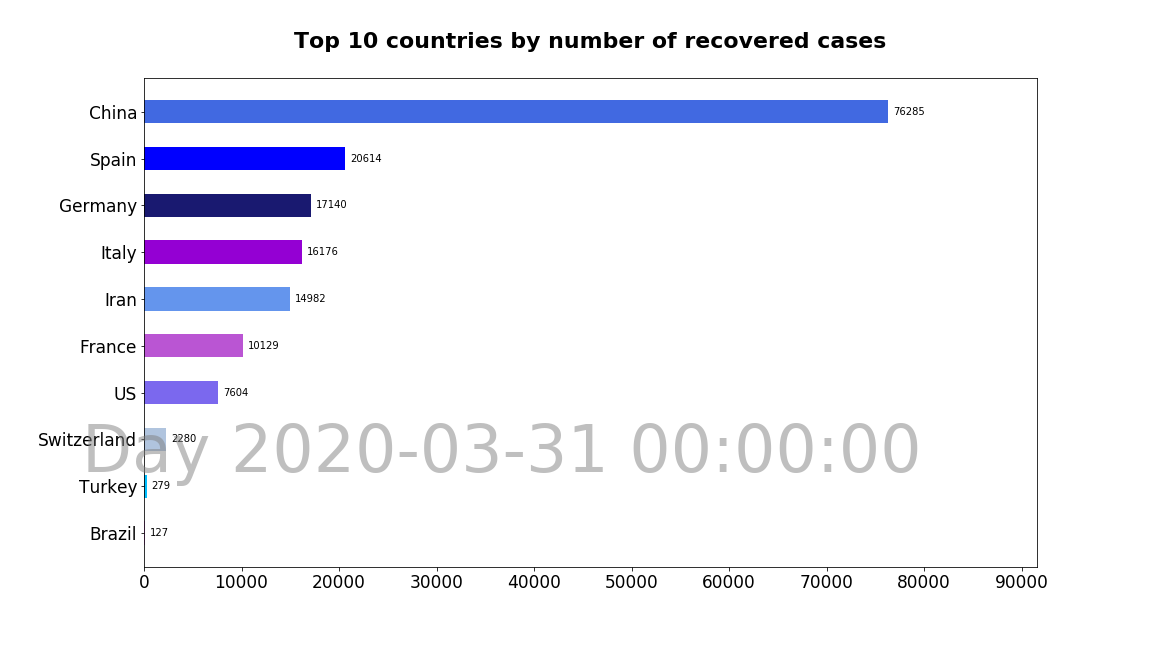 Top 10 countries by number of recovered cases
China 76285
Spain 20614
Germany 17140
Italy 16176
Iran 14982
France 10129
US 7604
Switzerland 2280
Day 2020-03-31 00:00:00
Turkey 279
Brazil 127
0 10000 20000 30000 40000 50000 60000 70000 80000 90000